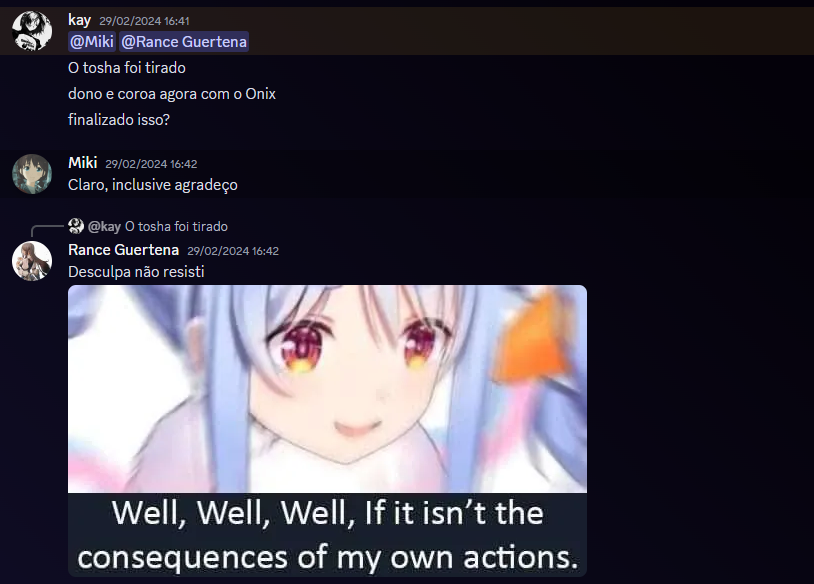 kay 29/02/2024 16:41
@Miki @Rance Guertena
O tosha foi tirado
dono e coroa agora com o Onix
finalizado isso?
Miki 29/02/2024 16:42
Claro, inclusive agradeço
@kay O tosha foi tirado
Rance Guertena 29/02/2024 16:42
Desculpa não resisti
Well, Well, Well, If it isn't the
consequences of my own actions.